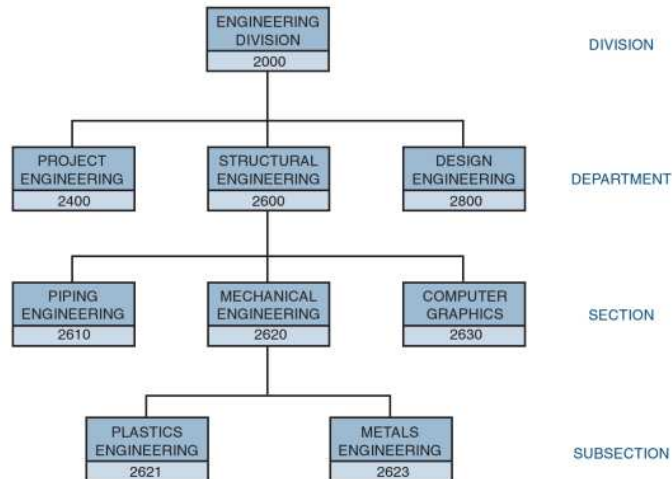 ENGINEERING
DIVISION
2000
DIVISION
PROJECT
ENGINEERING
2400
STRUCTURAL
ENGINEERING
2600
DESIGN
ENGINEERING
2800
DEPARTMENT
PIPING
ENGINEERING
2610
MECHANICAL
ENGINEERING
2620
COMPUTER
GRAPHICS
2630
SECTION
PLASTICS
ENGINEERING
2621
METALS
ENGINEERING
2623
SUBSECTION